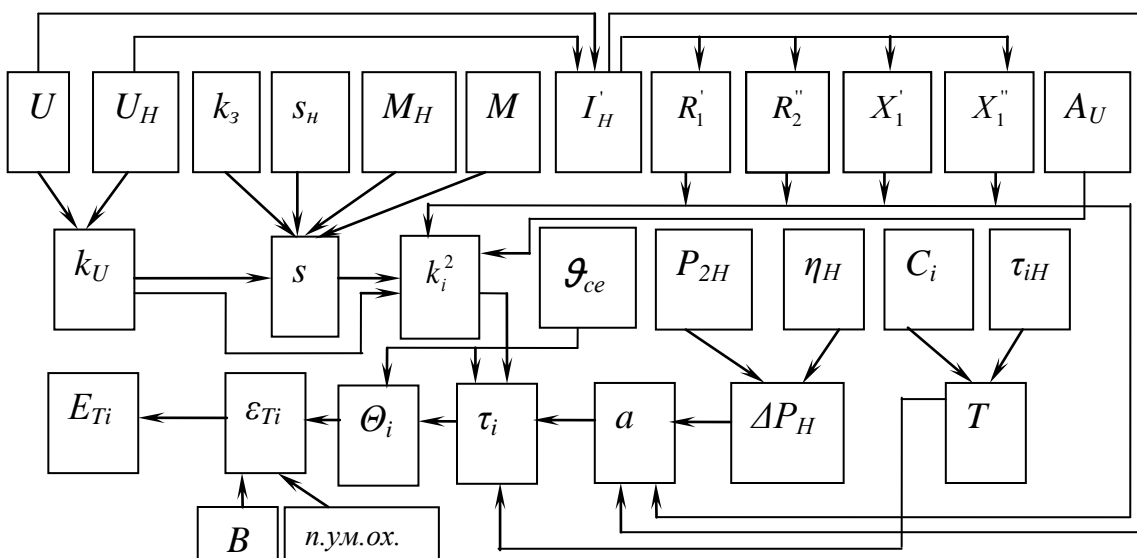 U U_H k_з s_н M_H M I'_H R'_1 R''_2 X'_1 X''_1 A_U
k_U s k_i^2 ϑ_ce P_2H η_H C_i τ_iH
E_Ti ε_Ti Θ_i τ_i a ΔP_H T
B п.ум.ох.